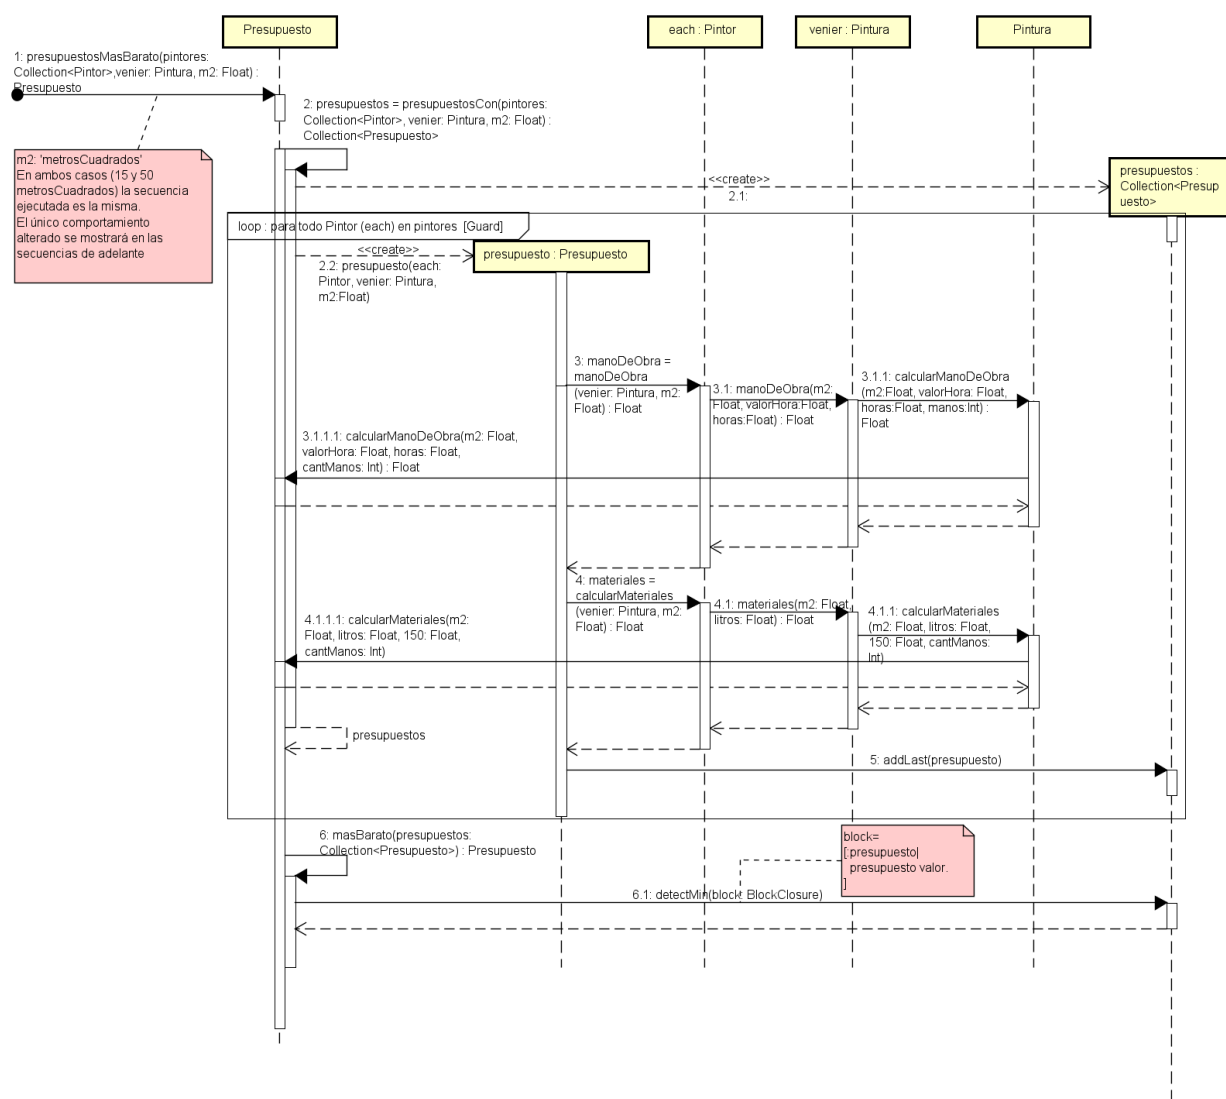 Presupuesto
each : Pintor
venier : Pintura
Pintura
1: presupuestosMasBarato(pintores:
Collection<Pintor>,venier: Pintura, m2: Float) :
Presupuesto
2: presupuestos = presupuestosCon(pintores:
Collection<Pintor>, venier: Pintura, m2: Float) :
Collection<Presupuesto>
m2: 'metrosCuadrados'
En ambos casos (15 y 50
metrosCuadrados) la secuencia
ejecutada es la misma.
El único comportamiento
alterado se mostrará en las
secuencias de adelante
<<create>>
2.1:
presupuestos :
Collection<Presup
uesto>
loop : para todo Pintor (each) en pintores [Guard]
<<create>>
2.2: presupuesto(each:
Pintor, venier: Pintura,
m2:Float)
presupuesto : Presupuesto
3: manoDeObra =
manoDeObra
(venier: Pintura, m2:
Float) : Float
3.1: manoDeObra(m2:
Float, valorHora:Float,
horas:Float) : Float
3.1.1: calcularManoDeObra
(m2:Float, valorHora: Float,
horas:Float, manos:Int) :
Float
3.1.1.1: calcularManoDeObra(m2: Float,
valorHora: Float, horas: Float,
cantManos: Int) : Float
4: materiales =
calcularMateriales
(venier: Pintura, m2:
Float) : Float
4.1: materiales(m2: Float,
litros: Float) : Float
4.1.1: calcularMateriales
(m2: Float, litros: Float,
150: Float, cantManos:
Int)
4.1.1.1: calcularMateriales(m2:
Float, litros: Float, 150: Float,
cantManos: Int)
presupuestos
5: addLast(presupuesto)
6: masBarato(presupuestos:
Collection<Presupuesto>) : Presupuesto
block=
[:presupuesto|
presupuesto valor.
]
6.1: detectMin(block: BlockClosure)